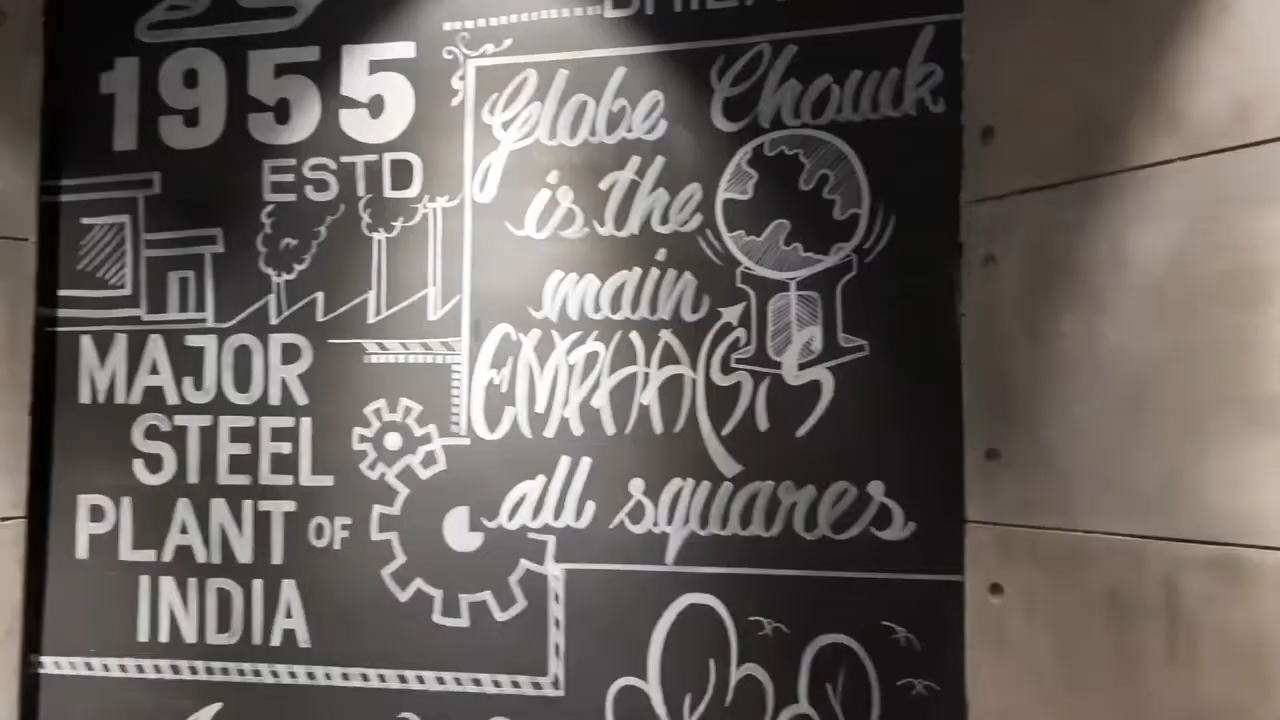 1955
ESTD
MAJOR
STEEL
PLANT OF
INDIA
Globe Chowk
is the
main
EMPHASIS
all squares